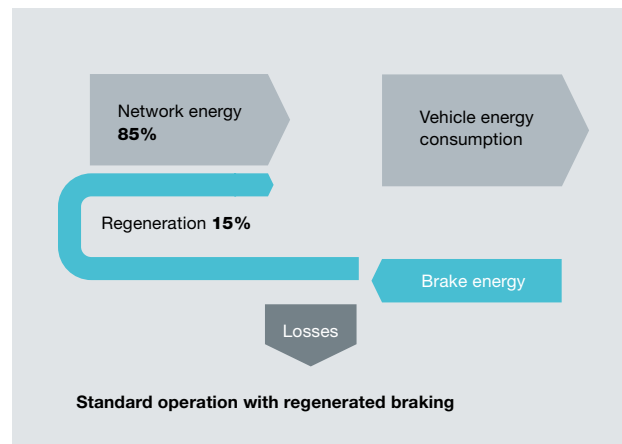 Network energy
85%
Vehicle energy
consumption
Regeneration 15%
Brake energy
Losses
Standard operation with regenerated braking